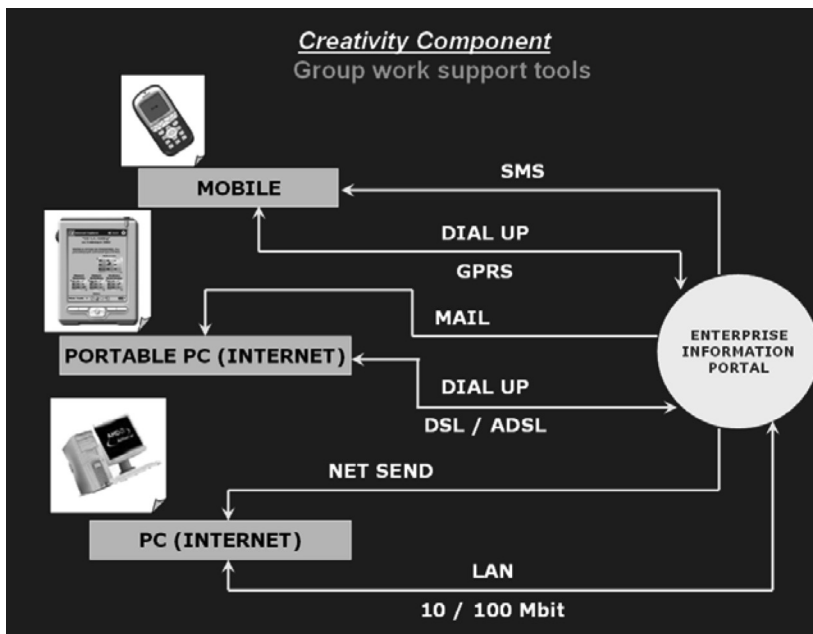 Creativity Component
Group work support tools
SMS
MOBILE
DIAL UP
GPRS
MAIL
ENTERPRISE
INFORMATION
PORTAL
PORTABLE PC (INTERNET)
DIAL UP
DSL / ADSL
NET SEND
PC (INTERNET)
LAN
10 / 100 Mbit